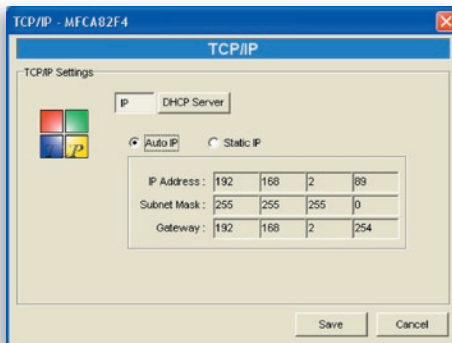 TCP/IP - MFCA82F4
TCP/IP
TCP/IP Settings
IP DHCP Server
Auto IP Static IP
IP Address : 192 168 2 89
Subnet Mask : 255 255 255 0
Gateway : 192 168 2 254
Save Cancel